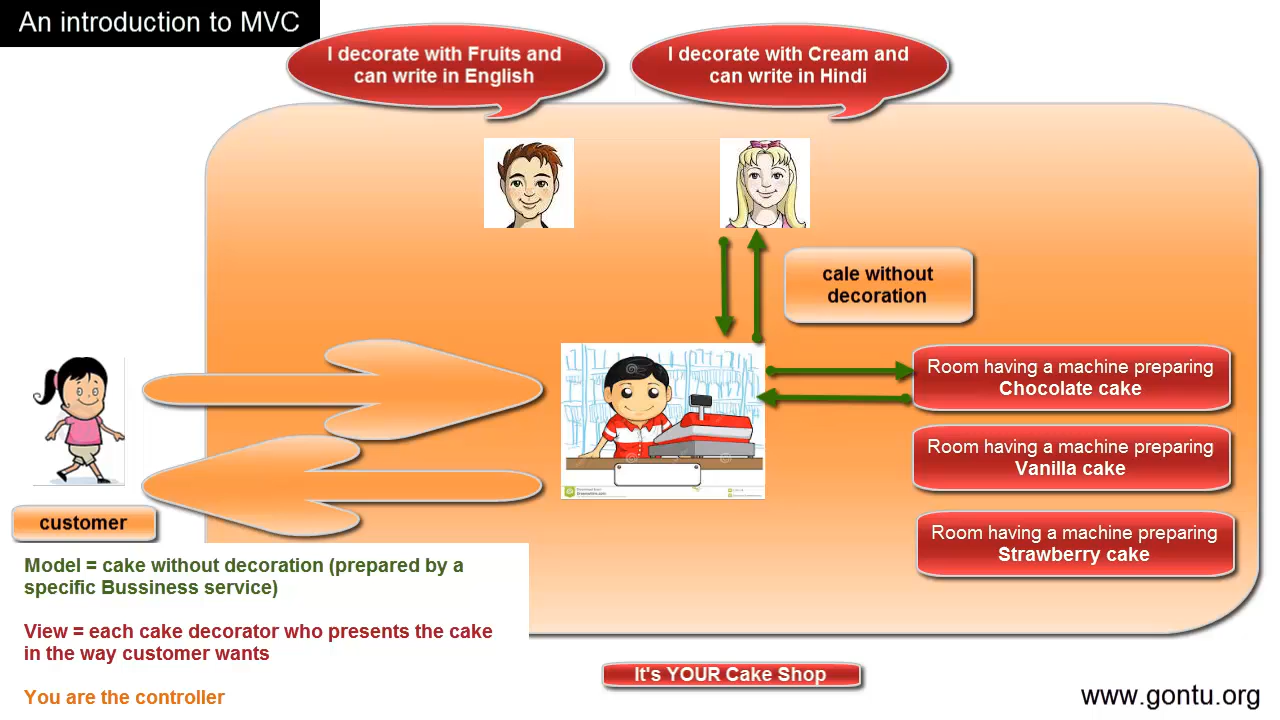 An introduction to MVC
I decorate with Fruits and
can write in English
I decorate with Cream and
can write in Hindi
cale without
decoration
Room having a machine preparing
Chocolate cake
Room having a machine preparing
Vanilla cake
Room having a machine preparing
Strawberry cake
customer
Model = cake without decoration (prepared by a
specific Bussiness service)
View = each cake decorator who presents the cake
in the way customer wants
You are the controller
It's YOUR Cake Shop
www.gontu.org